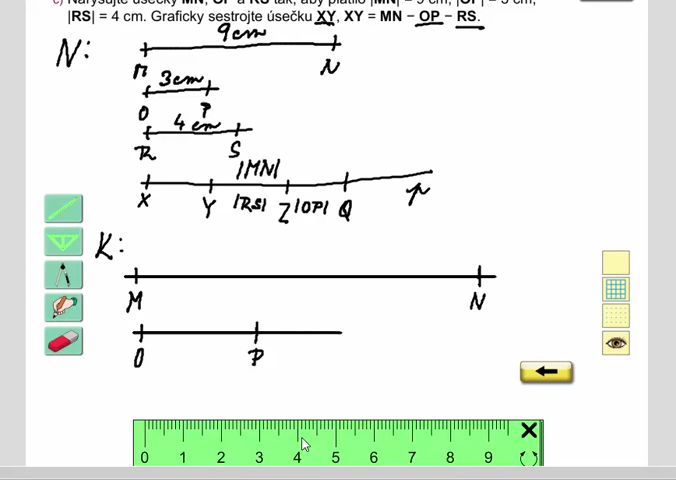 |RS| = 4 cm. Graficky sestrojte úsečku XY, XY = MN – OP – RS.
N:
9cm
M N
3cm
O P
4 cm
R S
|MN|
X Y |RS| Z |OP| Q
K:
M N
O P
0 1 2 3 4 5 6 7 8 9